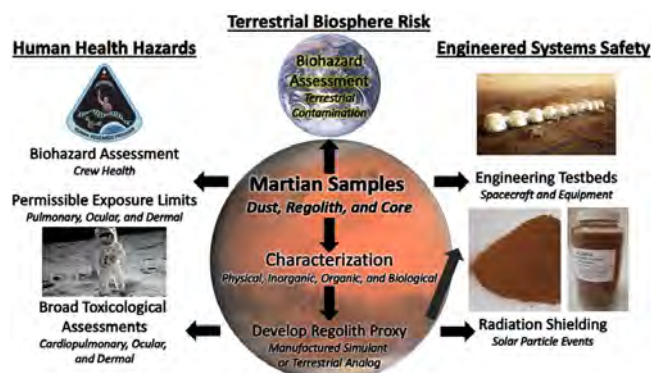 Terrestrial Biosphere Risk
Human Health Hazards
Engineered Systems Safety
Biohazard
Assessment
Terrestrial
Contamination
Biohazard Assessment
Crew Health
Permissible Exposure Limits
Pulmonary, Ocular, and Dermal
Broad Toxicological
Assessments
Cardiopulmonary, Ocular,
and Dermal
Martian Samples
Dust, Regolith, and Core
Characterization
Physical, Inorganic, Organic, and Biological
Develop Regolith Proxy
Manufactured Simulant
or Terrestrial Analog
Engineering Testbeds
Spacecraft and Equipment
Radiation Shielding
Solar Particle Events